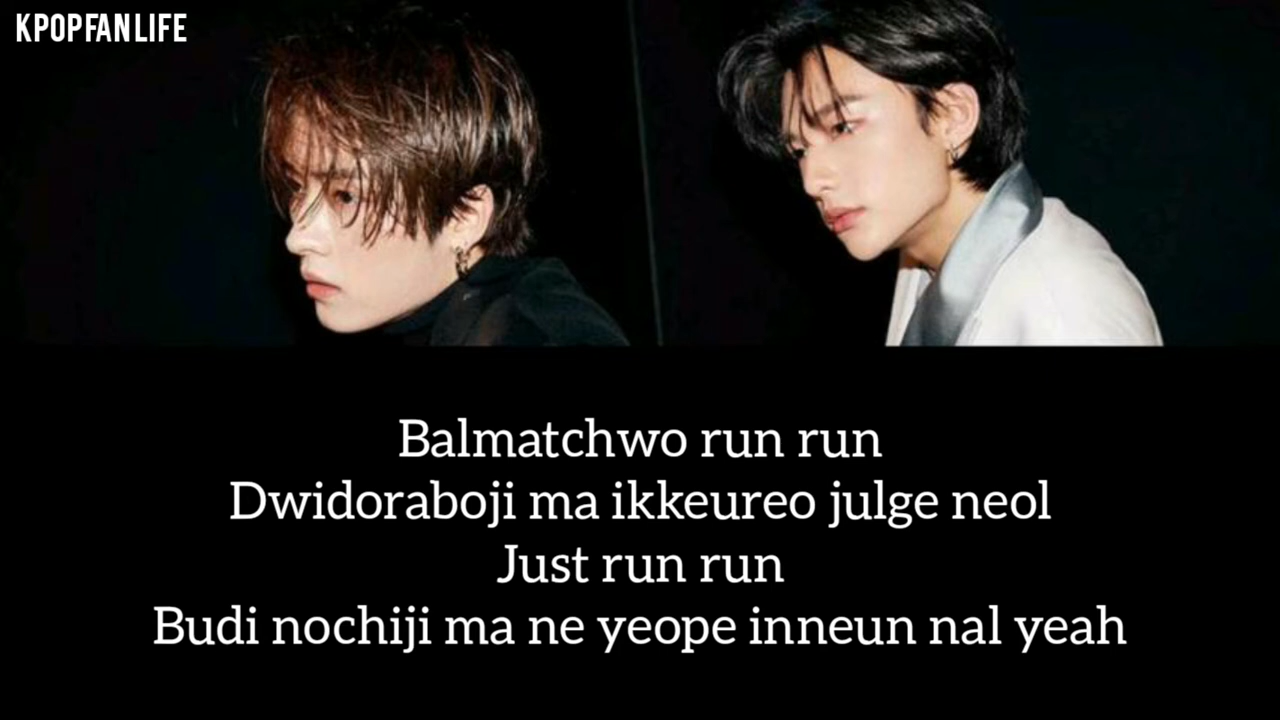 KPOPFANLIFE
Balmatchwo run run
Dwidoraboji ma ikkeureo julge neol
Just run run
Budi nochiji ma ne yeope inneun nal yeah